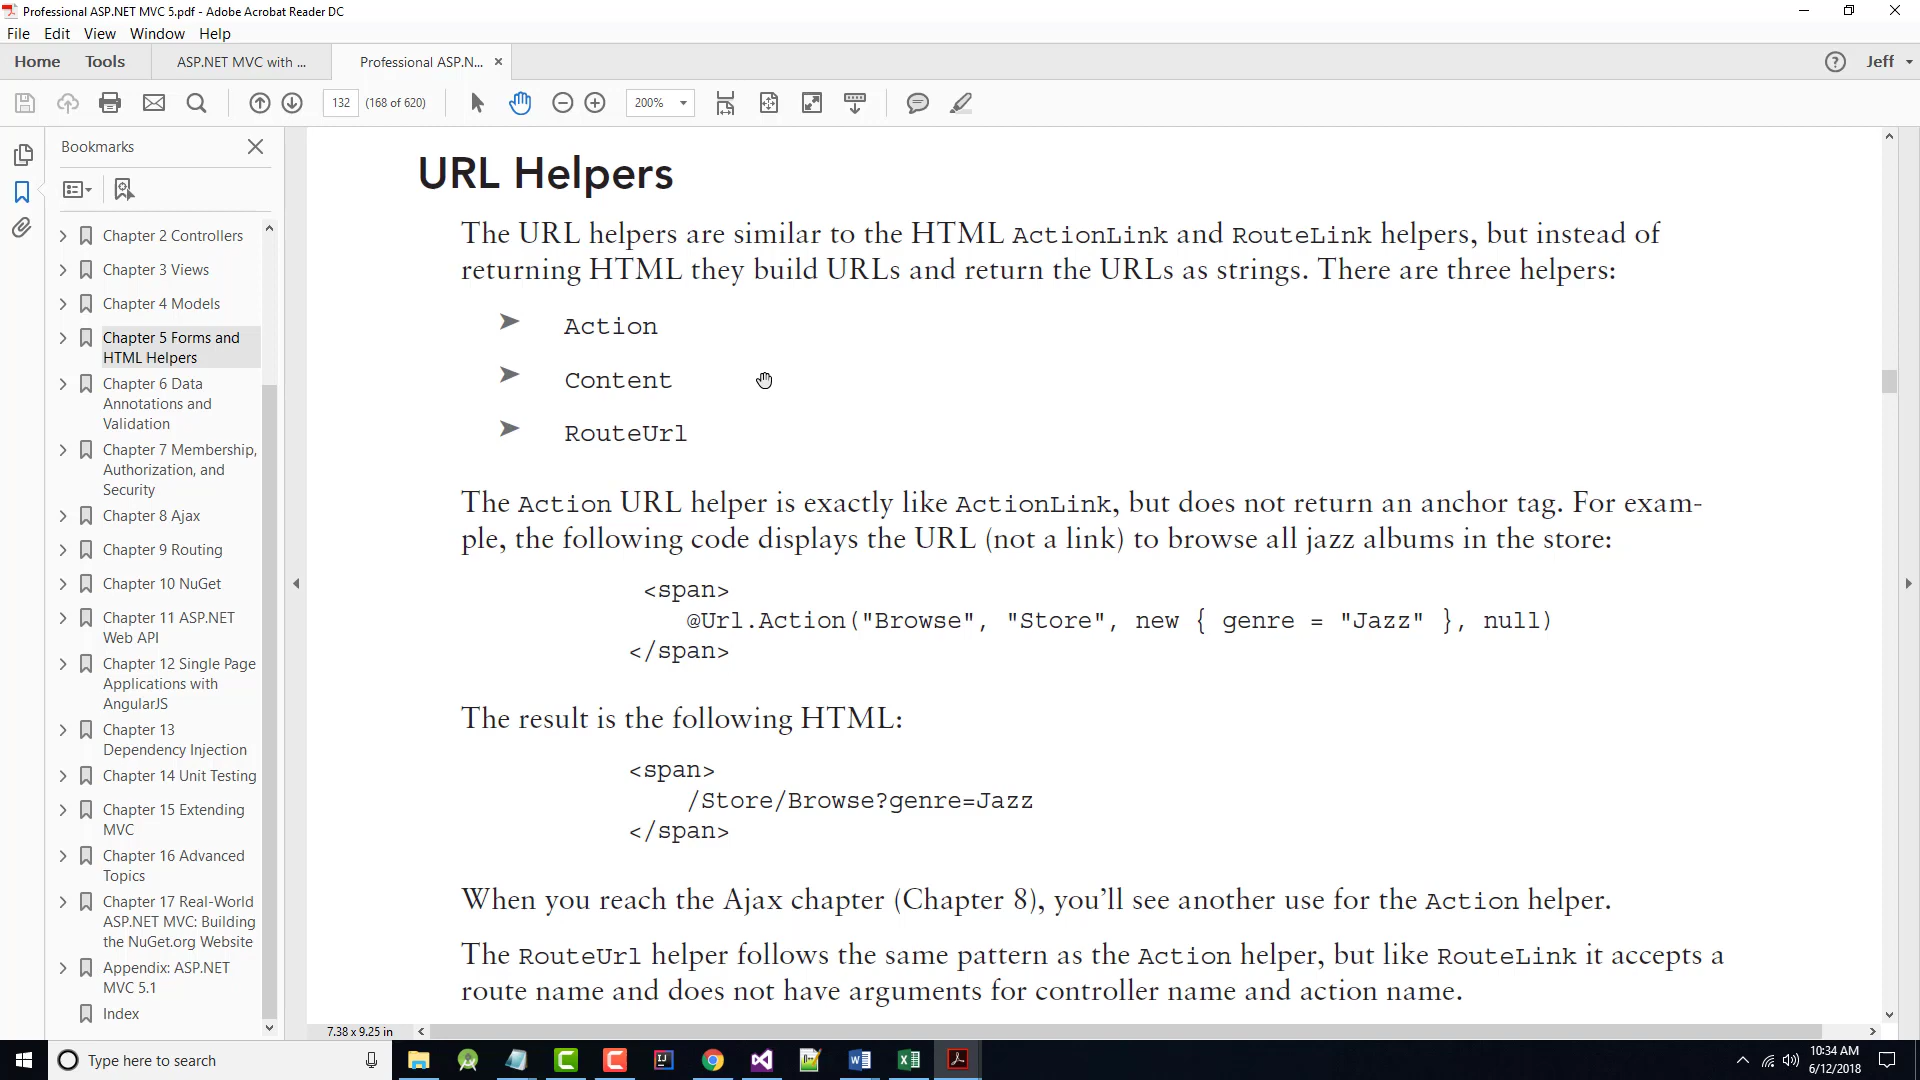 Professional ASP.NET MVC 5.pdf - Adobe Acrobat Reader DC
File Edit View Window Help
Home Tools ASP.NET MVC with ... Professional ASP.N... Jeff
132 (168 of 620) 200%
Bookmarks
Chapter 2 Controllers
Chapter 3 Views
Chapter 4 Models
Chapter 5 Forms and
HTML Helpers
Chapter 6 Data
Annotations and
Validation
Chapter 7 Membership,
Authorization, and
Security
Chapter 8 Ajax
Chapter 9 Routing
Chapter 10 NuGet
Chapter 11 ASP.NET
Web API
Chapter 12 Single Page
Applications with
AngularJS
Chapter 13
Dependency Injection
Chapter 14 Unit Testing
Chapter 15 Extending
MVC
Chapter 16 Advanced
Topics
Chapter 17 Real-World
ASP.NET MVC: Building
the NuGet.org Website
Appendix: ASP.NET
MVC 5.1
Index
URL Helpers
The URL helpers are similar to the HTML ActionLink and RouteLink helpers, but instead of
returning HTML they build URLs and return the URLs as strings. There are three helpers:
➤ Action
➤ Content
➤ RouteUrl
The Action URL helper is exactly like ActionLink, but does not return an anchor tag. For exam-
ple, the following code displays the URL (not a link) to browse all jazz albums in the store:
<span>
@Url.Action("Browse", "Store", new { genre = "Jazz" }, null)
</span>
The result is the following HTML:
<span>
/Store/Browse?genre=Jazz
</span>
When you reach the Ajax chapter (Chapter 8), you'll see another use for the Action helper.
The RouteUrl helper follows the same pattern as the Action helper, but like RouteLink it accepts a
route name and does not have arguments for controller name and action name.
7.38 x 9.25 in
Type here to search
10:34 AM
6/12/2018